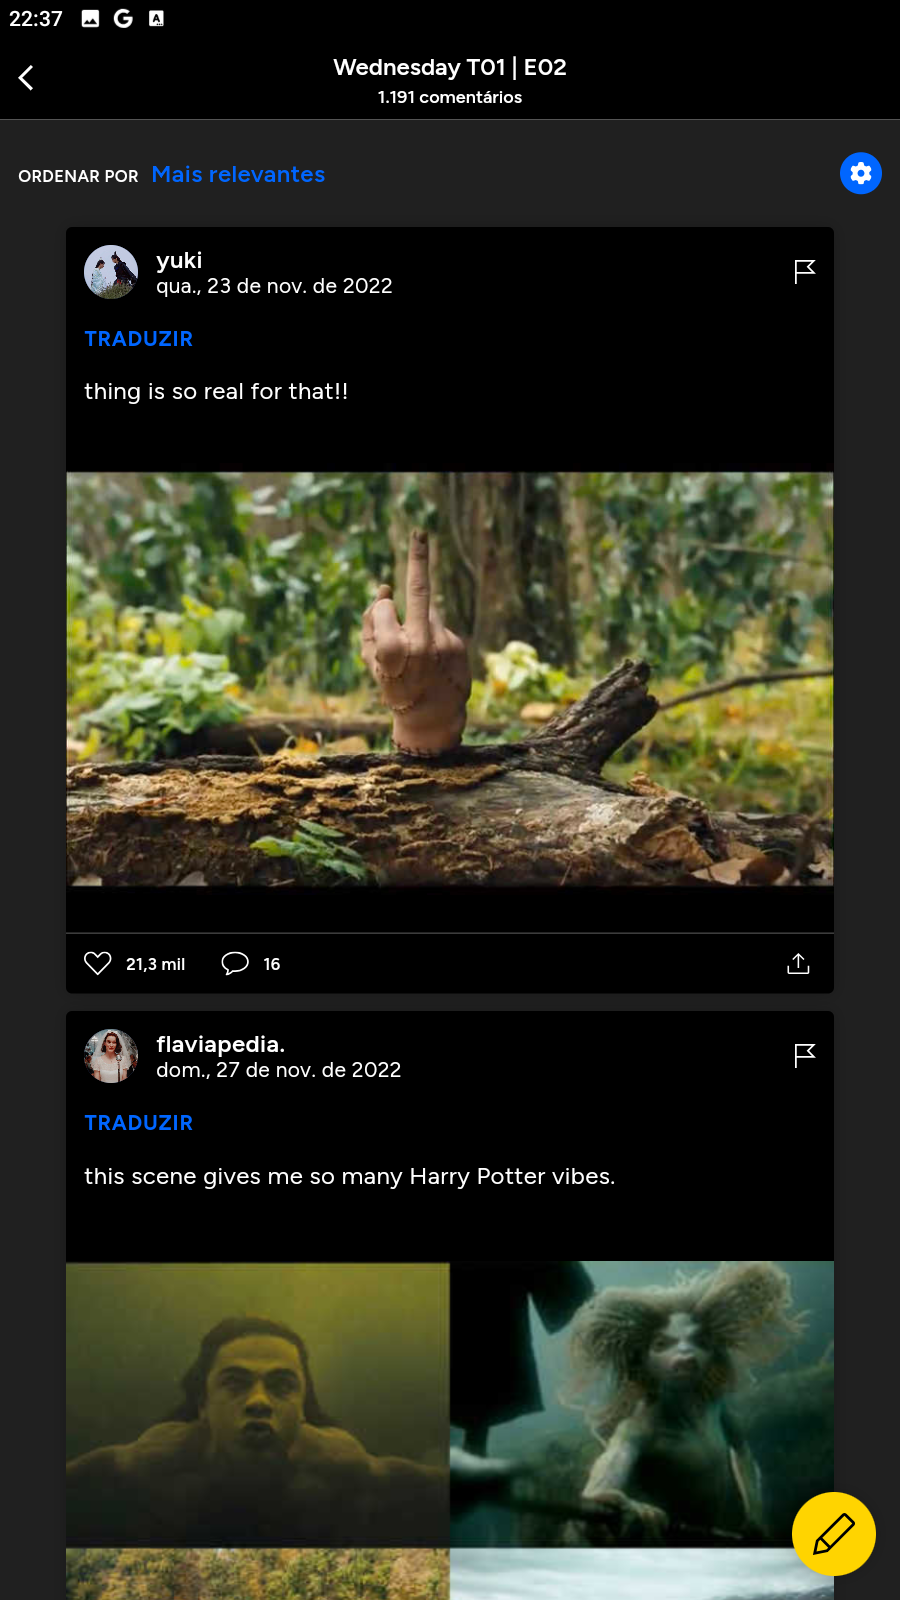 22:37
Wednesday T01 | E02
1.191 comentários
ORDENAR POR Mais relevantes
yuki
qua., 23 de nov. de 2022
TRADUZIR
thing is so real for that!!
21,3 mil 16
flaviapedia.
dom., 27 de nov. de 2022
TRADUZIR
this scene gives me so many Harry Potter vibes.